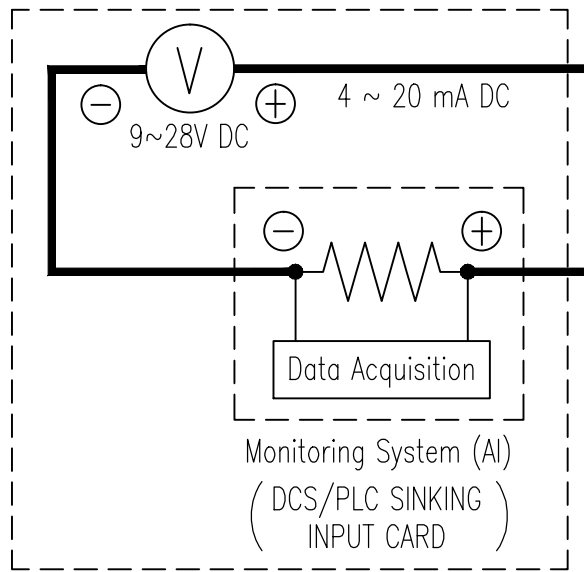 V
− + 4 ~ 20 mA DC
9~28V DC
− +
Data Acquisition
Monitoring System (AI)
( DCS/PLC SINKING
INPUT CARD )